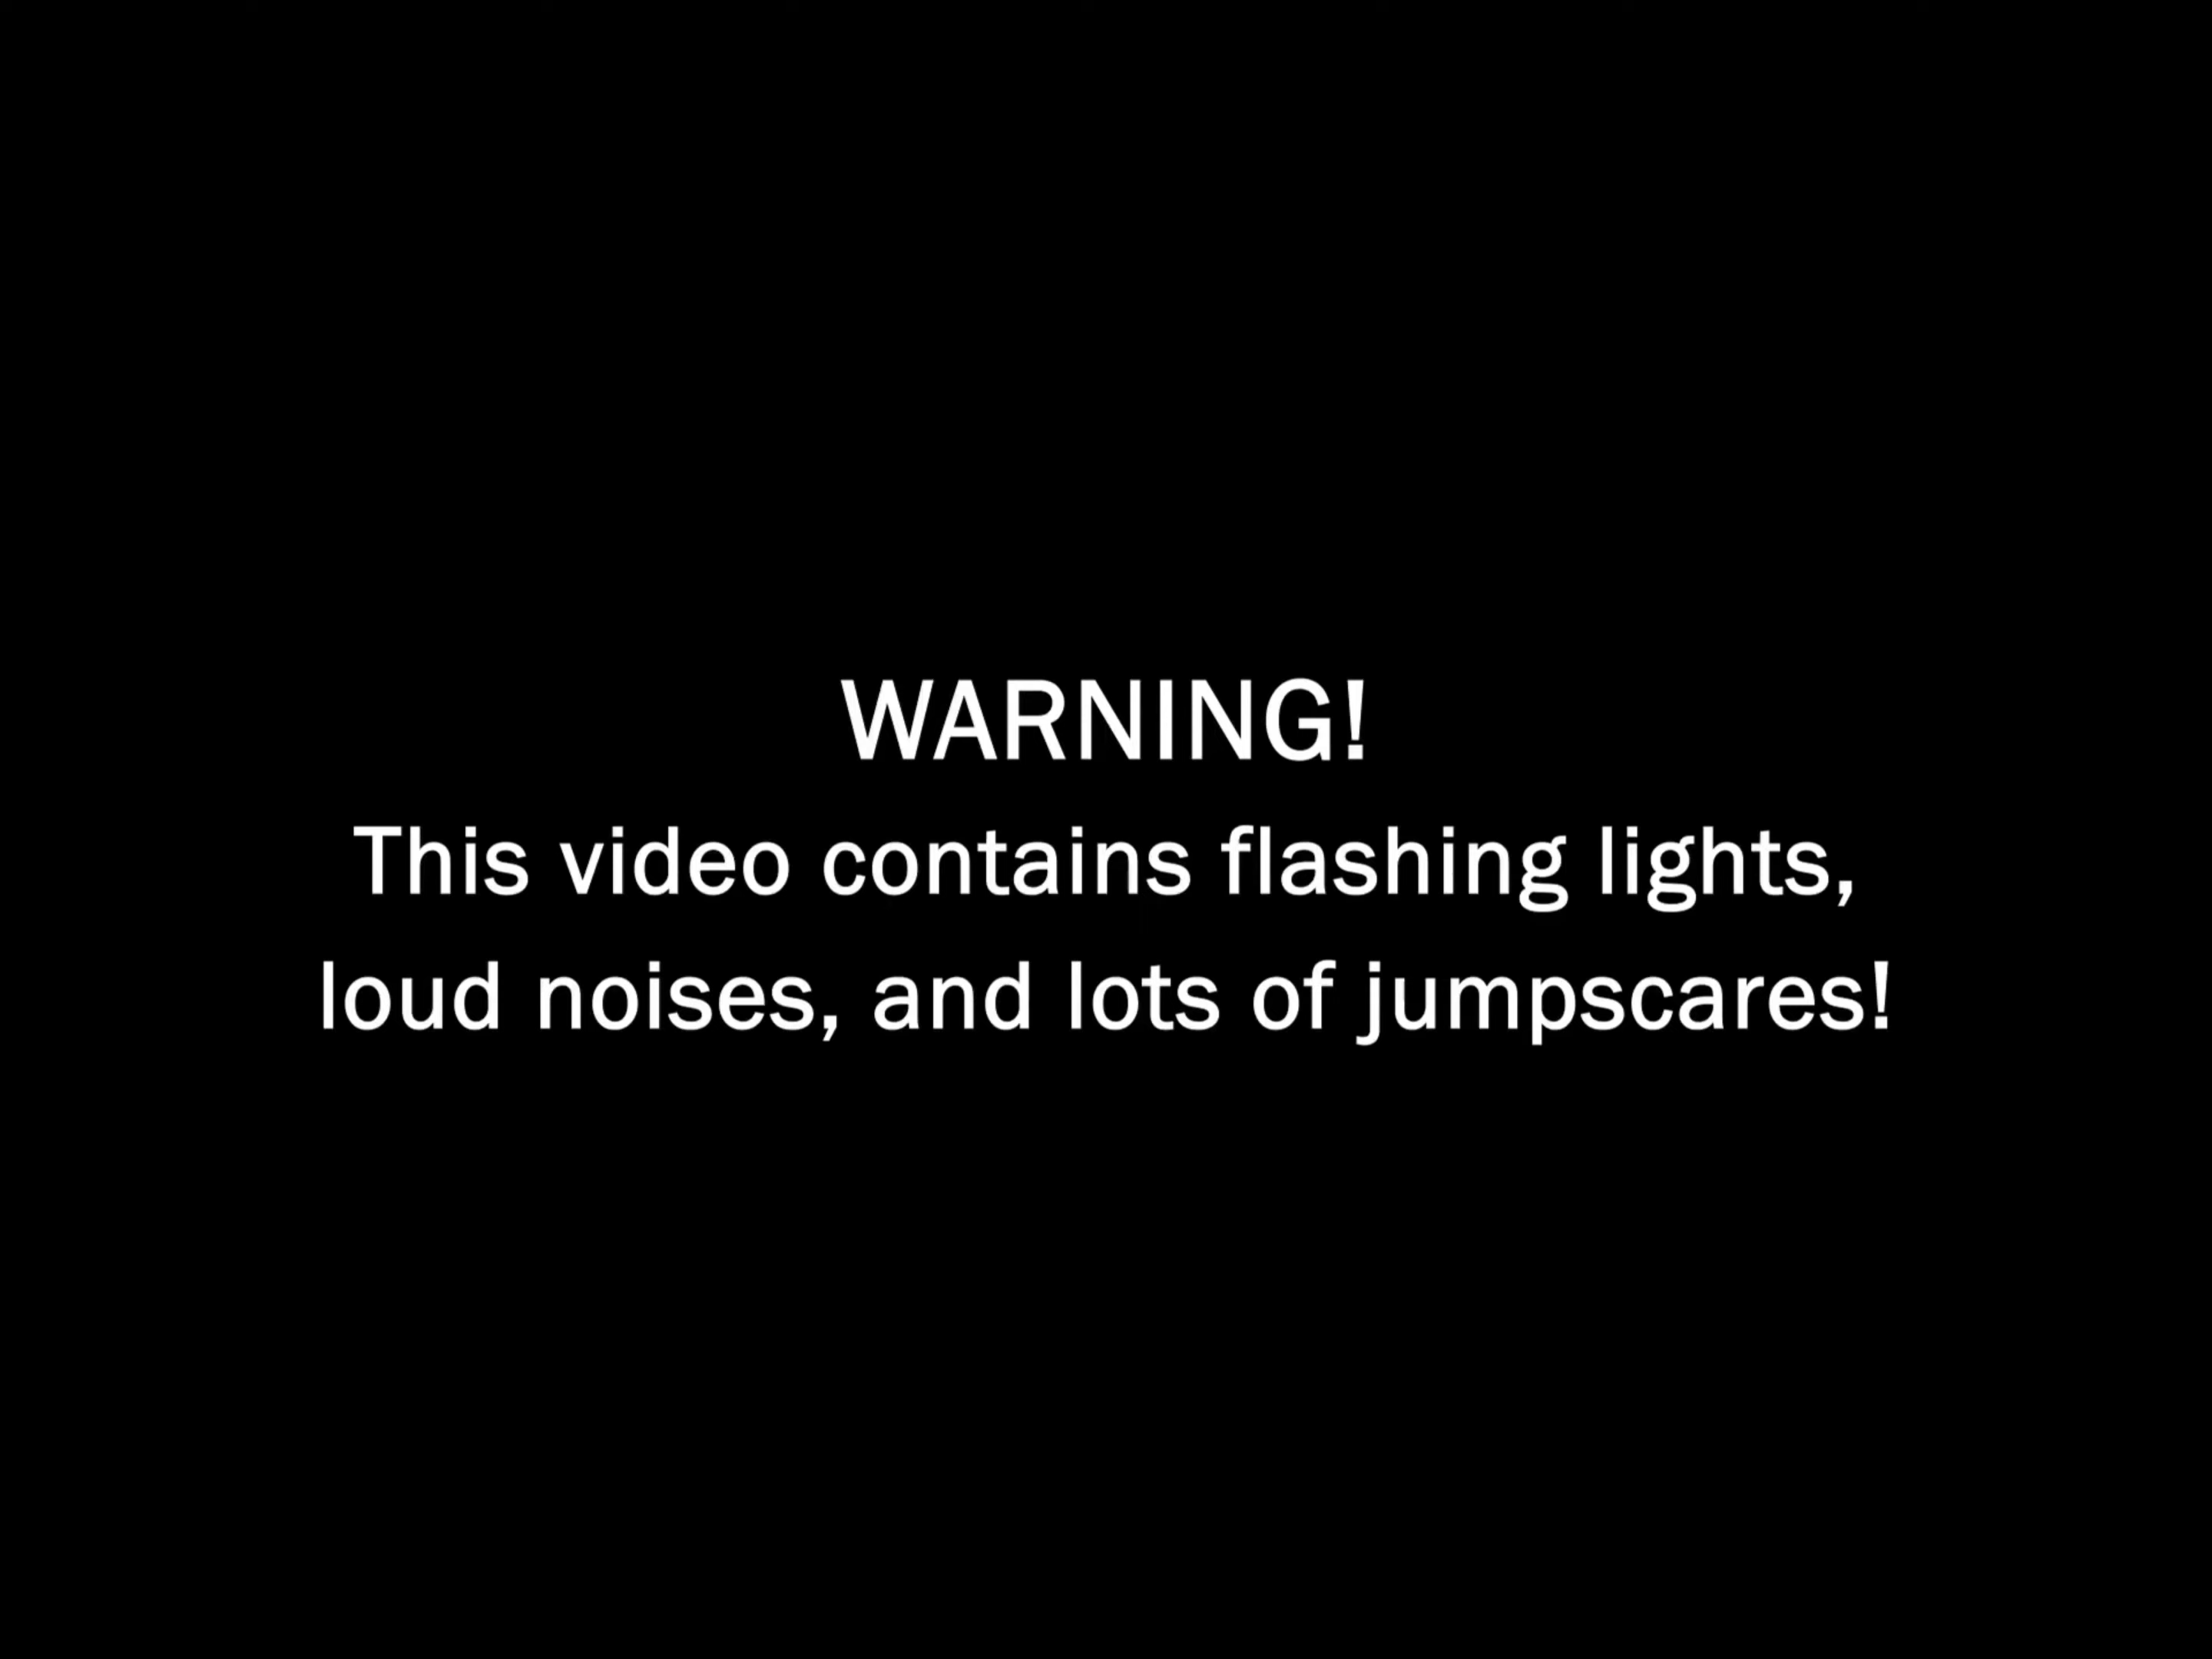 WARNING!
This video contains flashing lights,
loud noises, and lots of jumpscares!